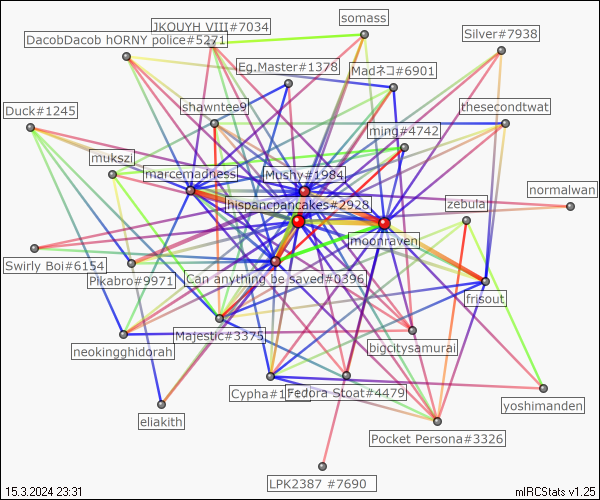 somass
JKOUYH VIII#7034
Silver#7938
DacobDacob hORNY police#5271
Eg.Master#1378
Madネコ#6901
Duck#1245
shawntee9
thesecondtwat
ming#4742
mukszi
marcemadness
Mushy#1984
normalwan
hispancpancakes#2928
zebula
moonraven
Swirly Boi#6154
Pikabro#9971
Can anything be saved#0396
frisout
Majestic#3375
neokingghidorah
bigcitysamurai
Fedora Stoat#4479
yoshimanden
eliakith
Pocket Persona#3326
LPK2387 #7690
15.3.2024 23:31
mIRCStats v1.25